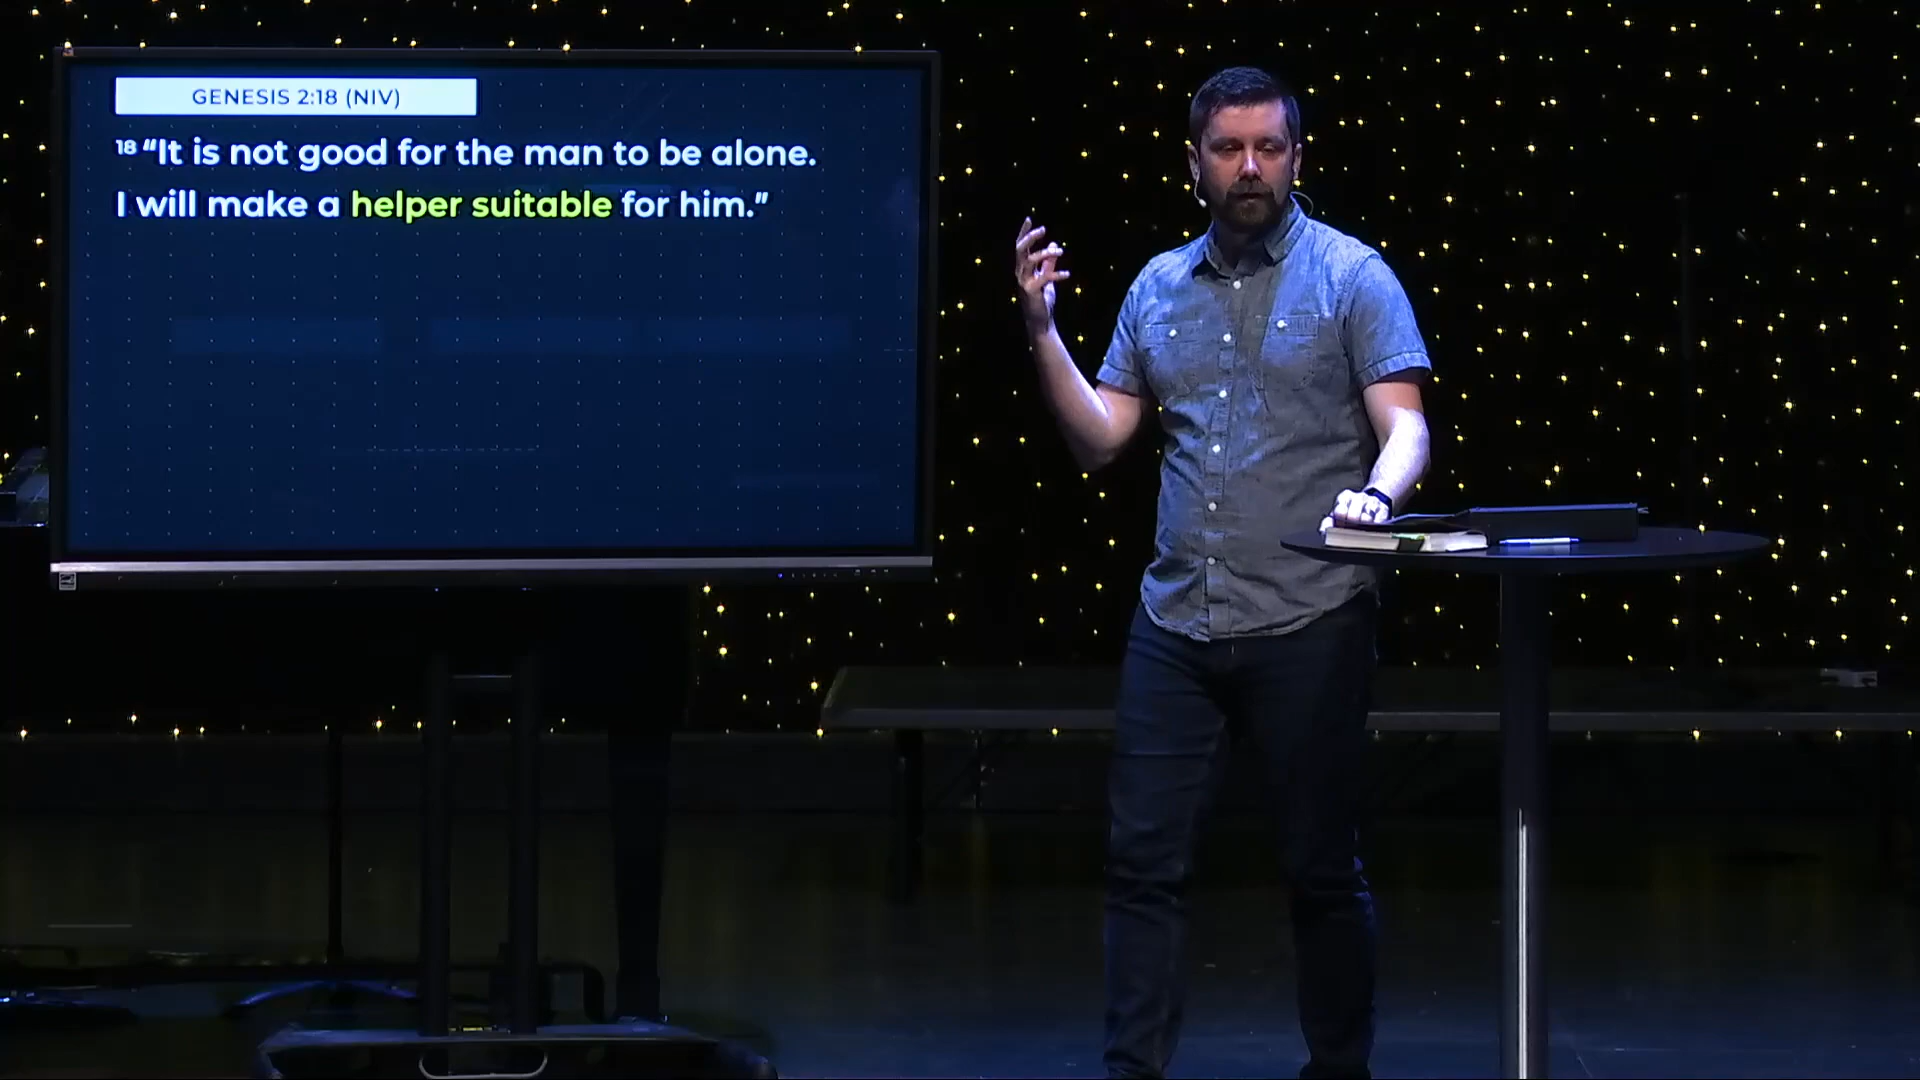 GENESIS 2:18 (NIV)
18 “It is not good for the man to be alone.
I will make a helper suitable for him.”